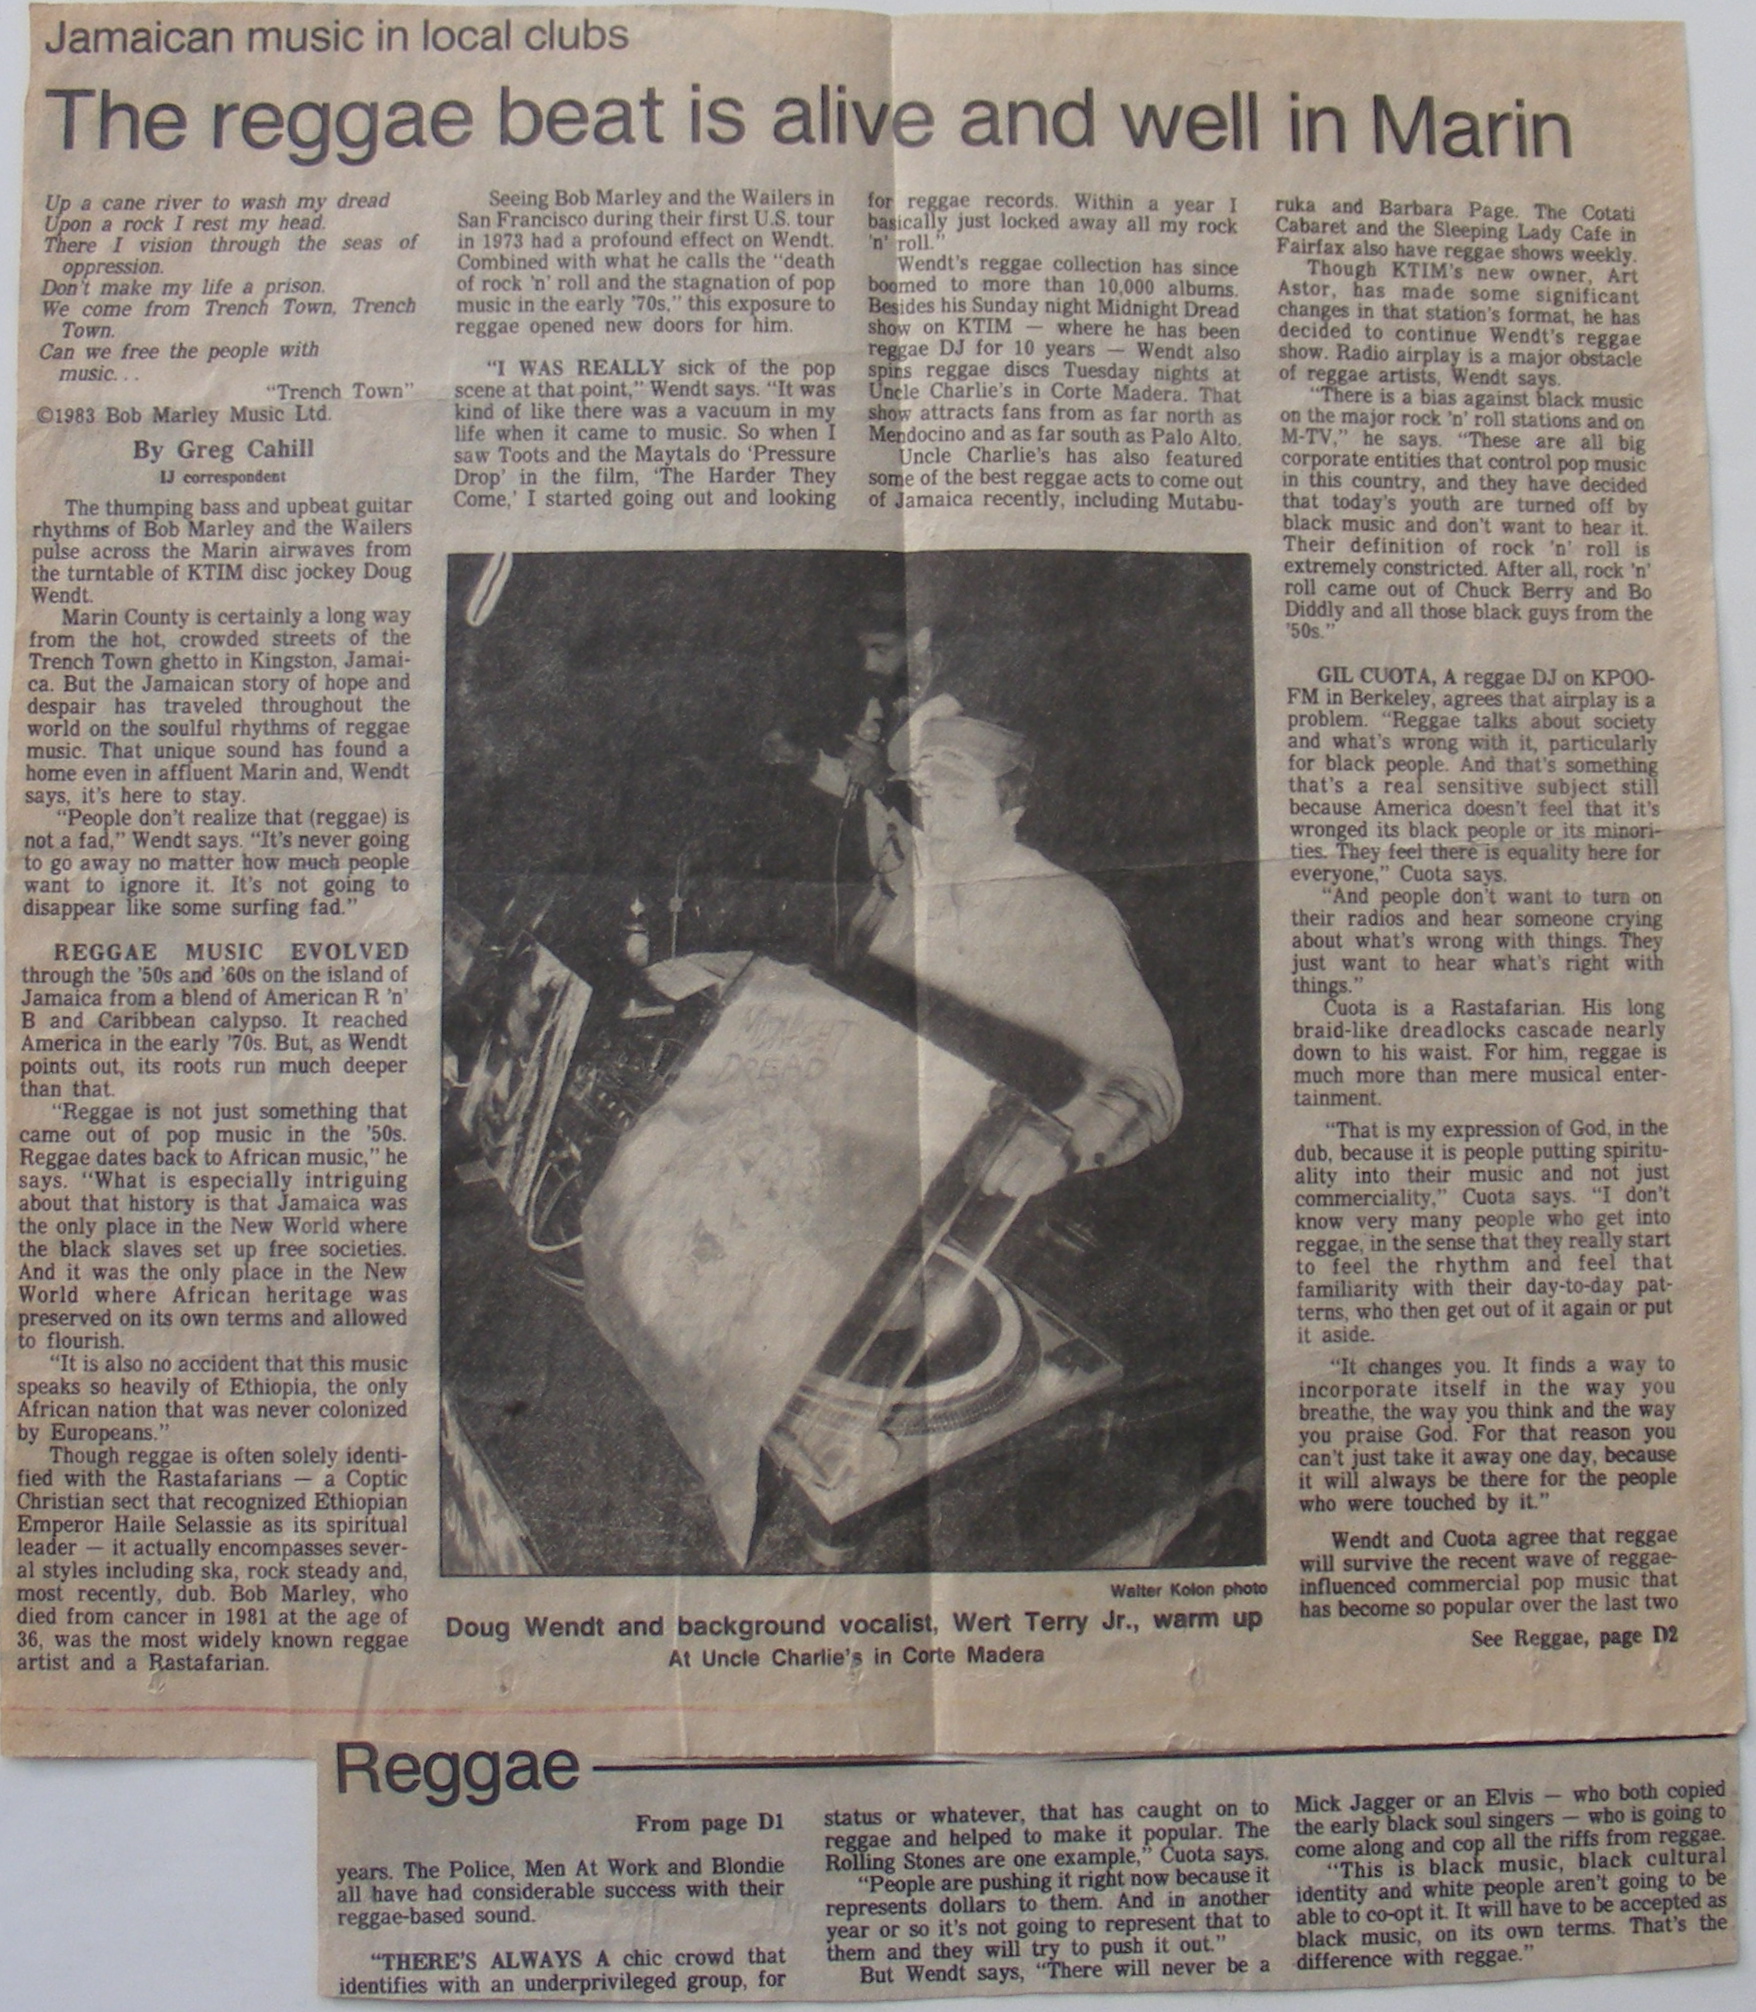 Jamaican music in local clubs
The reggae beat is alive and well in Marin
Up a cane river to wash my dread
Upon a rock I rest my head.
There I vision through the seas of
oppression.
Don't make my life a prison.
We come from Trench Town, Trench
Town.
Can we free the people with
music. . .
"Trench Town"
©1983 Bob Marley Music Ltd.
By Greg Cahill
IJ correspondent
The thumping bass and upbeat guitar
rhythms of Bob Marley and the Wailers
pulse across the Marin airwaves from
the turntable of KTIM disc jockey Doug
Wendt.
Marin County is certainly a long way
from the hot, crowded streets of the
Trench Town ghetto in Kingston, Jamai-
ca. But the Jamaican story of hope and
despair has traveled throughout the
world on the soulful rhythms of reggae
music. That unique sound has found a
home even in affluent Marin and, Wendt
says, it's here to stay.
"People don't realize that (reggae) is
not a fad," Wendt says. "It's never going
to go away no matter how much people
want to ignore it. It's not going to
disappear like some surfing fad."
REGGAE MUSIC EVOLVED
through the '50s and '60s on the island of
Jamaica from a blend of American R 'n'
B and Caribbean calypso. It reached
America in the early '70s. But, as Wendt
points out, its roots run much deeper
than that.
"Reggae is not just something that
came out of pop music in the '50s.
Reggae dates back to African music," he
says. "What is especially intriguing
about that history is that Jamaica was
the only place in the New World where
the black slaves set up free societies.
And it was the only place in the New
World where African heritage was
preserved on its own terms and allowed
to flourish.
"It is also no accident that this music
speaks so heavily of Ethiopia, the only
African nation that was never colonized
by Europeans."
Though reggae is often solely identi-
fied with the Rastafarians — a Coptic
Christian sect that recognized Ethiopian
Emperor Haile Selassie as its spiritual
leader — it actually encompasses sever-
al styles including ska, rock steady and,
most recently, dub. Bob Marley, who
died from cancer in 1981 at the age of
36, was the most widely known reggae
artist and a Rastafarian.
Seeing Bob Marley and the Wailers in
San Francisco during their first U.S. tour
in 1973 had a profound effect on Wendt.
Combined with what he calls the "death
of rock 'n' roll and the stagnation of pop
music in the early '70s," this exposure to
reggae opened new doors for him.
"I WAS REALLY sick of the pop
scene at that point," Wendt says. "It was
kind of like there was a vacuum in my
life when it came to music. So when I
saw Toots and the Maytals do 'Pressure
Drop' in the film, 'The Harder They
Come,' I started going out and looking
for reggae records. Within a year I
basically just locked away all my rock
'n' roll."
Wendt's reggae collection has since
boomed to more than 10,000 albums.
Besides his Sunday night Midnight Dread
show on KTIM — where he has been
reggae DJ for 10 years — Wendt also
spins reggae discs Tuesday nights at
Uncle Charlie's in Corte Madera. That
show attracts fans from as far north as
Mendocino and as far south as Palo Alto.
Uncle Charlie's has also featured
some of the best reggae acts to come out
of Jamaica recently, including Mutabu-
ruka and Barbara Page. The Cotati
Cabaret and the Sleeping Lady Cafe in
Fairfax also have reggae shows weekly.
Though KTIM's new owner, Art
Astor, has made some significant
changes in that station's format, he has
decided to continue Wendt's reggae
show. Radio airplay is a major obstacle
of reggae artists, Wendt says.
"There is a bias against black music
on the major rock 'n' roll stations and on
M-TV," he says. "These are all big
corporate entities that control pop music
in this country, and they have decided
that today's youth are turned off by
black music and don't want to hear it.
Their definition of rock 'n' roll is
extremely constricted. After all, rock 'n'
roll came out of Chuck Berry and Bo
Diddly and all those black guys from the
'50s."
GIL CUOTA, A reggae DJ on KPOO-
FM in Berkeley, agrees that airplay is a
problem. "Reggae talks about society
and what's wrong with it, particularly
for black people. And that's something
that's a real sensitive subject still
because America doesn't feel that it's
wronged its black people or its minori-
ties. They feel there is equality here for
everyone," Cuota says.
"And people don't want to turn on
their radios and hear someone crying
about what's wrong with things. They
just want to hear what's right with
things."
Cuota is a Rastafarian. His long
braid-like dreadlocks cascade nearly
down to his waist. For him, reggae is
much more than mere musical enter-
tainment.
"That is my expression of God, in the
dub, because it is people putting spiritu-
ality into their music and not just
commerciality," Cuota says. "I don't
know very many people who get into
reggae, in the sense that they really start
to feel the rhythm and feel that
familiarity with their day-to-day pat-
terns, who then get out of it again or put
it aside.
"It changes you. It finds a way to
incorporate itself in the way you
breathe, the way you think and the way
you praise God. For that reason you
can't just take it away one day, because
it will always be there for the people
who were touched by it."
Wendt and Cuota agree that reggae
will survive the recent wave of reggae-
influenced commercial pop music that
has become so popular over the last two
See Reggae, page D2
MIDNIGHT
DREAD
Walter Kolon photo
Doug Wendt and background vocalist, Wert Terry Jr., warm up
At Uncle Charlie's in Corte Madera
Reggae
From page D1
years. The Police, Men At Work and Blondie
all have had considerable success with their
reggae-based sound.
"THERE'S ALWAYS A chic crowd that
identifies with an underprivileged group, for
status or whatever, that has caught on to
reggae and helped to make it popular. The
Rolling Stones are one example," Cuota says.
"People are pushing it right now because it
represents dollars to them. And in another
year or so it's not going to represent that to
them and they will try to push it out."
But Wendt says, "There will never be a
Mick Jagger or an Elvis — who both copied
the early black soul singers — who is going to
come along and cop all the riffs from reggae.
"This is black music, black cultural
identity and white people aren't going to be
able to co-opt it. It will have to be accepted as
black music, on its own terms. That's the
difference with reggae."